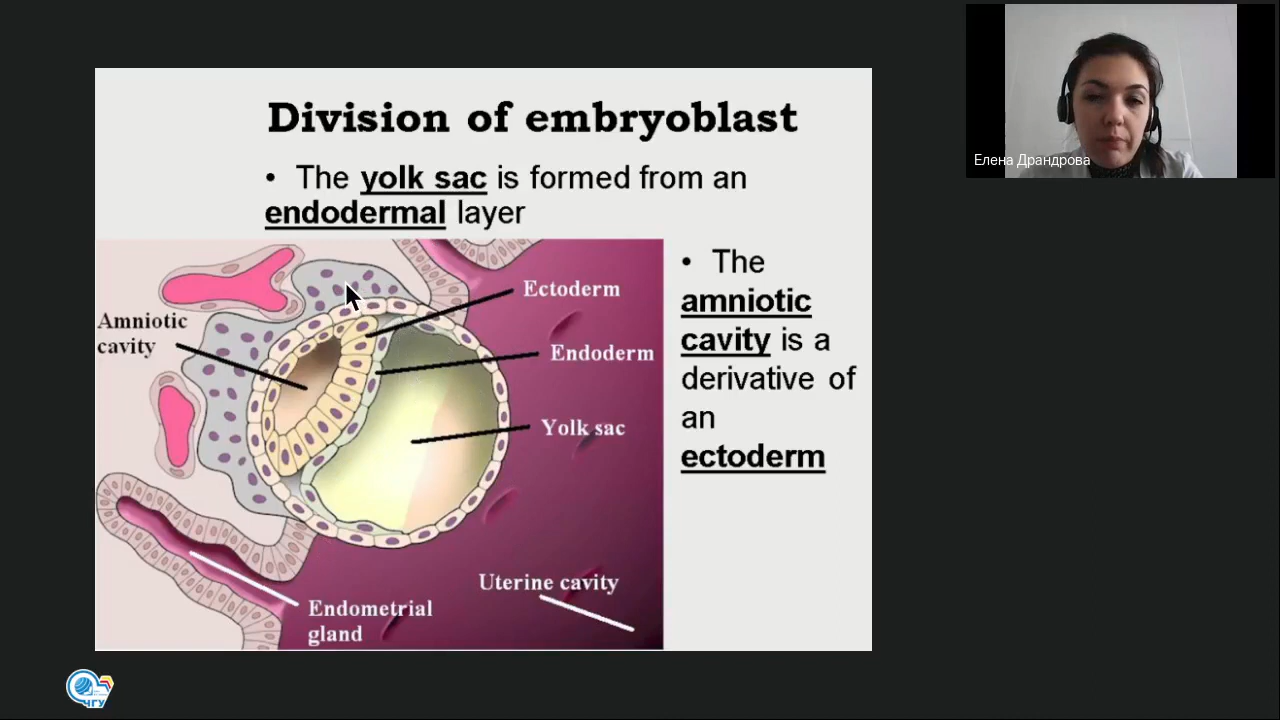 Division of embryoblast
• The yolk sac is formed from an
endodermal layer
• The
amniotic
cavity is a
derivative of
an
ectoderm
Ectoderm
Amniotic
cavity
Endoderm
Yolk sac
Uterine cavity
Endometrial
gland
Елена Драндрова
ЧГУ